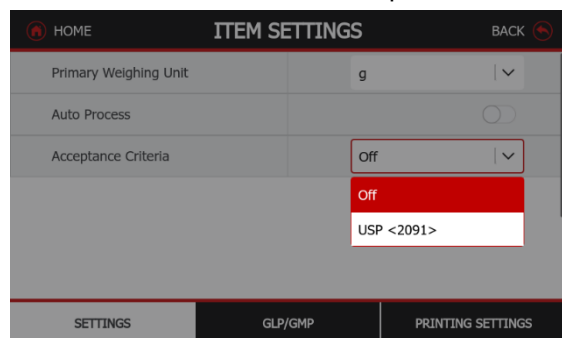 HOME ITEM SETTINGS BACK
Primary Weighing Unit g
Auto Process
Acceptance Criteria Off
Off
USP <2091>
SETTINGS GLP/GMP PRINTING SETTINGS